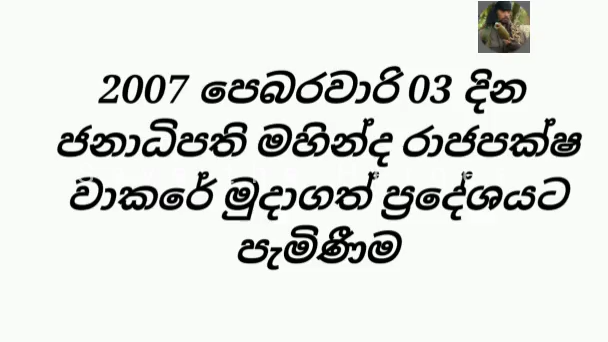 2007 පෙබරවාරි 03 දින
ජනාධිපති මහින්ද රාජපක්ෂ
වාකරේ මුදාගත් ප්‍රදේශයට
පැමිණීම